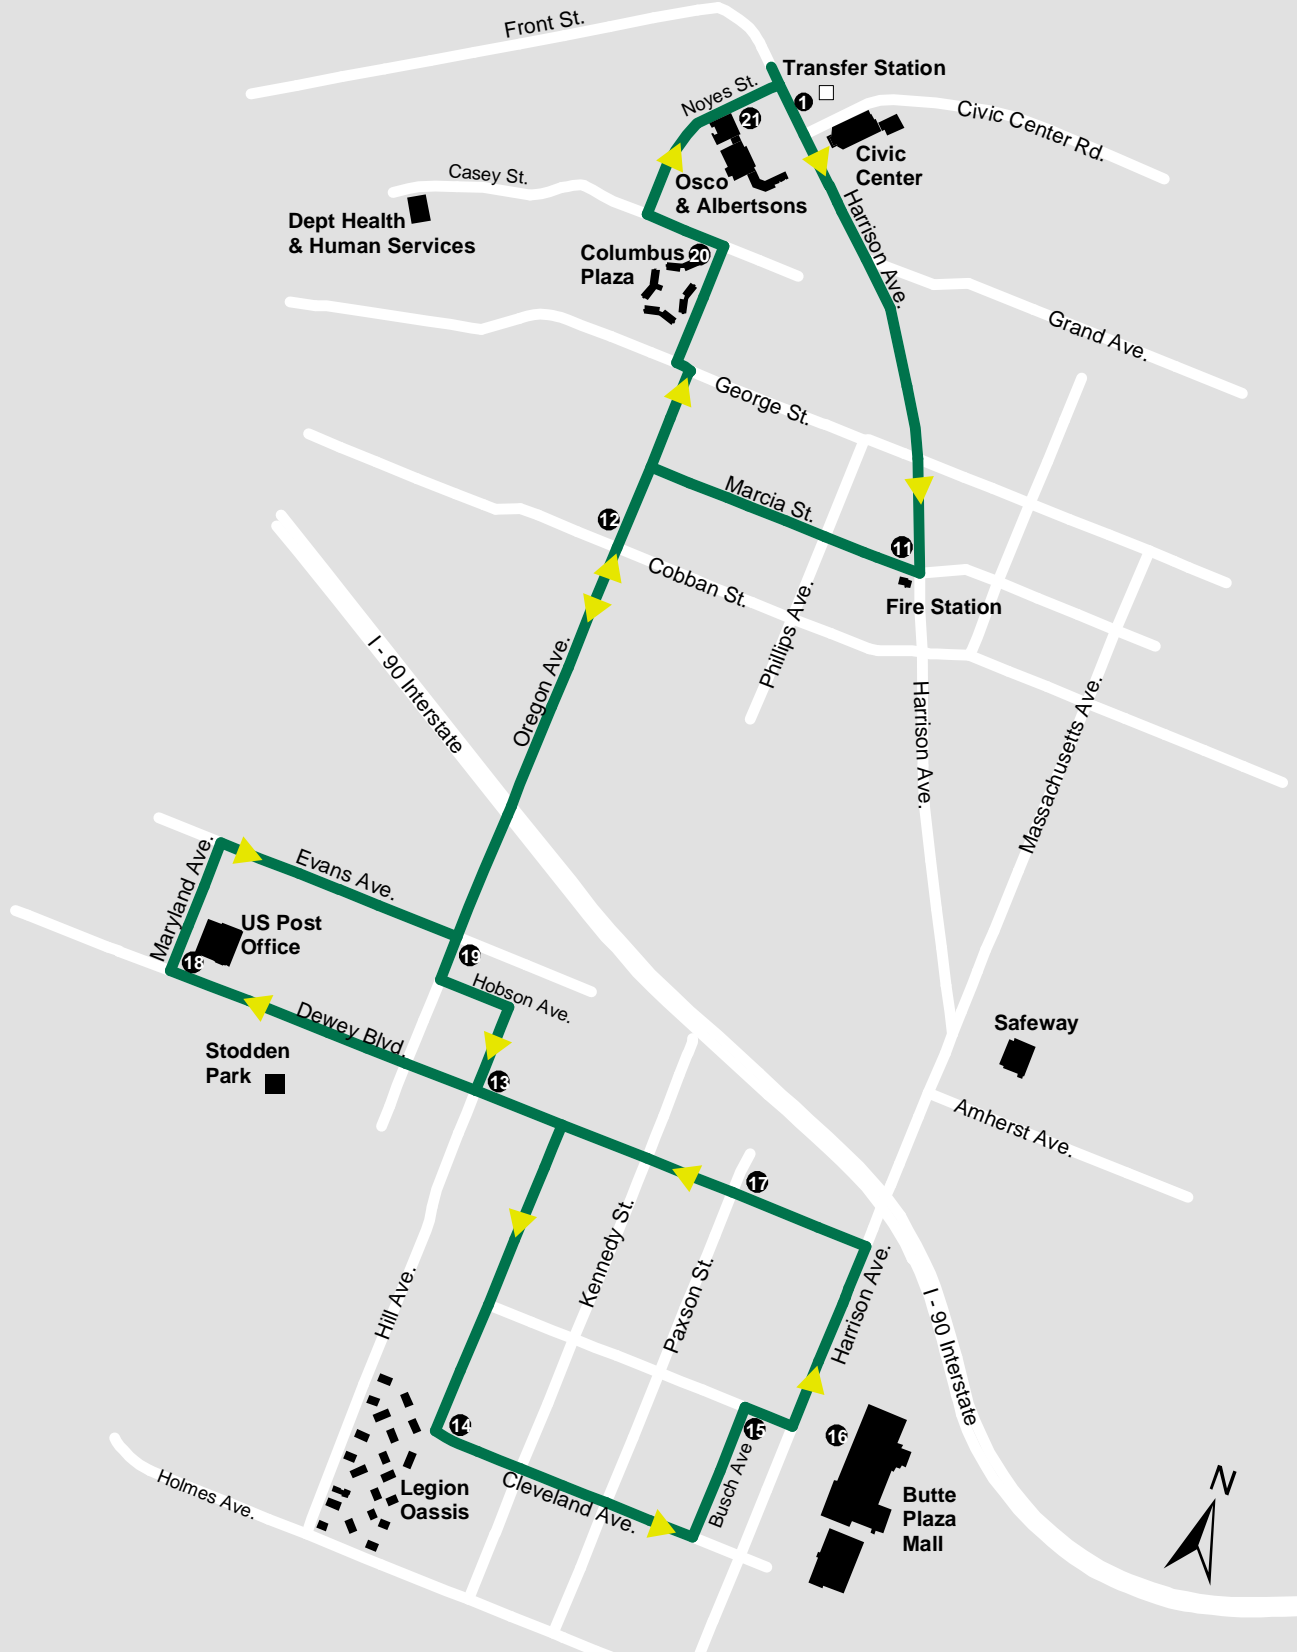 Front St.
Transfer Station
Noyes St.
1
21
Civic Center Rd.
Civic
Center
Casey St.
Osco
& Albertsons
Dept Health
& Human Services
Harrison Ave.
Columbus
Plaza
20
Grand Ave.
George St.
Marcia St.
12
11
Cobban St.
Fire Station
Phillips Ave.
I - 90 Interstate
Oregon Ave.
Harrison Ave.
Massachusetts Ave.
Maryland Ave.
Evans Ave.
US Post
Office
18
19
Hobson Ave.
Dewey Blvd.
Safeway
Stodden
Park
13
Amherst Ave.
17
Kennedy St.
Paxson St.
Hill Ave.
Harrison Ave.
I - 90 Interstate
14
15
16
Busch Ave
Cleveland Ave.
Legion
Oassis
Holmes Ave.
Butte
Plaza
Mall
N